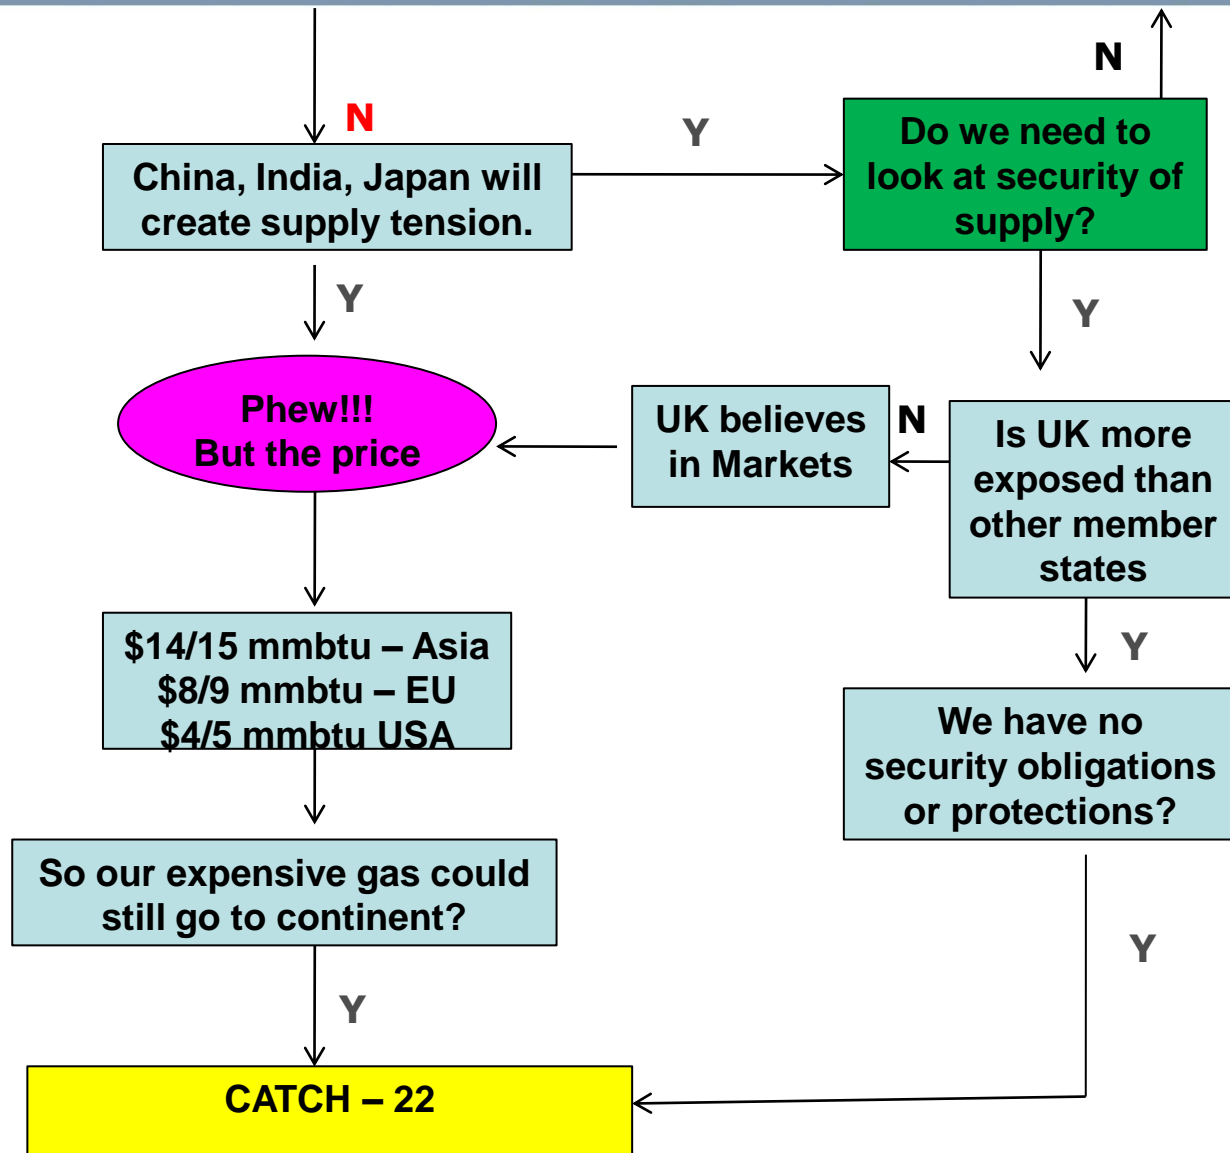 N
N
China, India, Japan will
create supply tension.
Y
Do we need to
look at security of
supply?
Y
Y
Phew!!!
But the price
UK believes
in Markets
N
Is UK more
exposed than
other member
states
$14/15 mmbtu – Asia
$8/9 mmbtu – EU
$4/5 mmbtu USA
Y
We have no
security obligations
or protections?
So our expensive gas could
still go to continent?
Y
Y
CATCH – 22